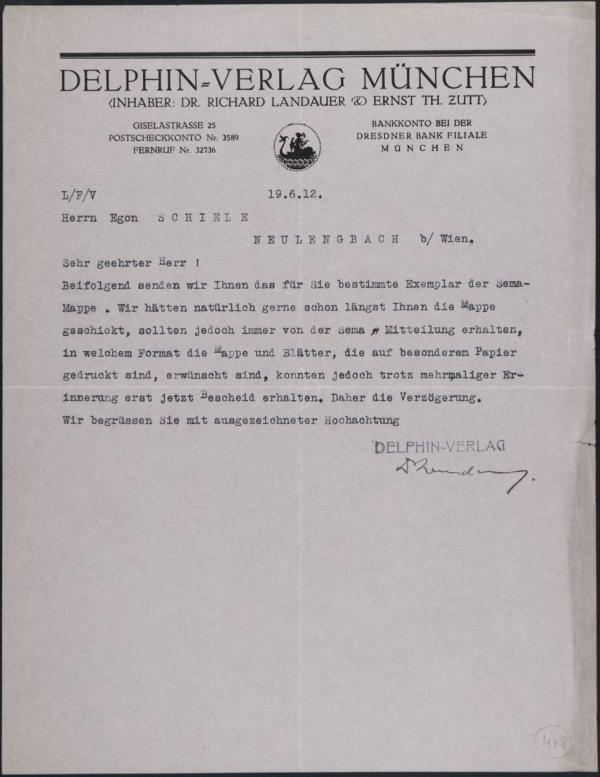 DELPHIN-VERLAG MÜNCHEN
(INHABER: DR. RICHARD LANDAUER & ERNST TH. ZUTT)
GISELASTRASSE 25
POSTSCHECKKONTO Nr. 3589
FERNRUF Nr. 32736
BANKKONTO BEI DER
DRESDNER BANK FILIALE
MÜNCHEN
L/F/V 19.6.12.
Herrn Egon SCHIELE
NEULENGBACH b/ Wien.
Sehr geehrter Herr !
Beifolgend senden wir Ihnen das für Sie bestimmte Exemplar der Sema-
Mappe . Wir hätten natürlich gerne schon längst Ihnen die Mappe
geschickt, sollten jedoch immer von der Sema Mitteilung erhalten,
in welchem Format die Mappe und Blätter, die auf besonderem Papier
gedruckt sind, erwünscht sind, konnten jedoch trotz mehrmaliger Er-
innerung erst jetzt Bescheid erhalten. Daher die Verzögerung.
Wir begrüssen Sie mit ausgezeichneter Hochachtung
DELPHIN-VERLAG
478